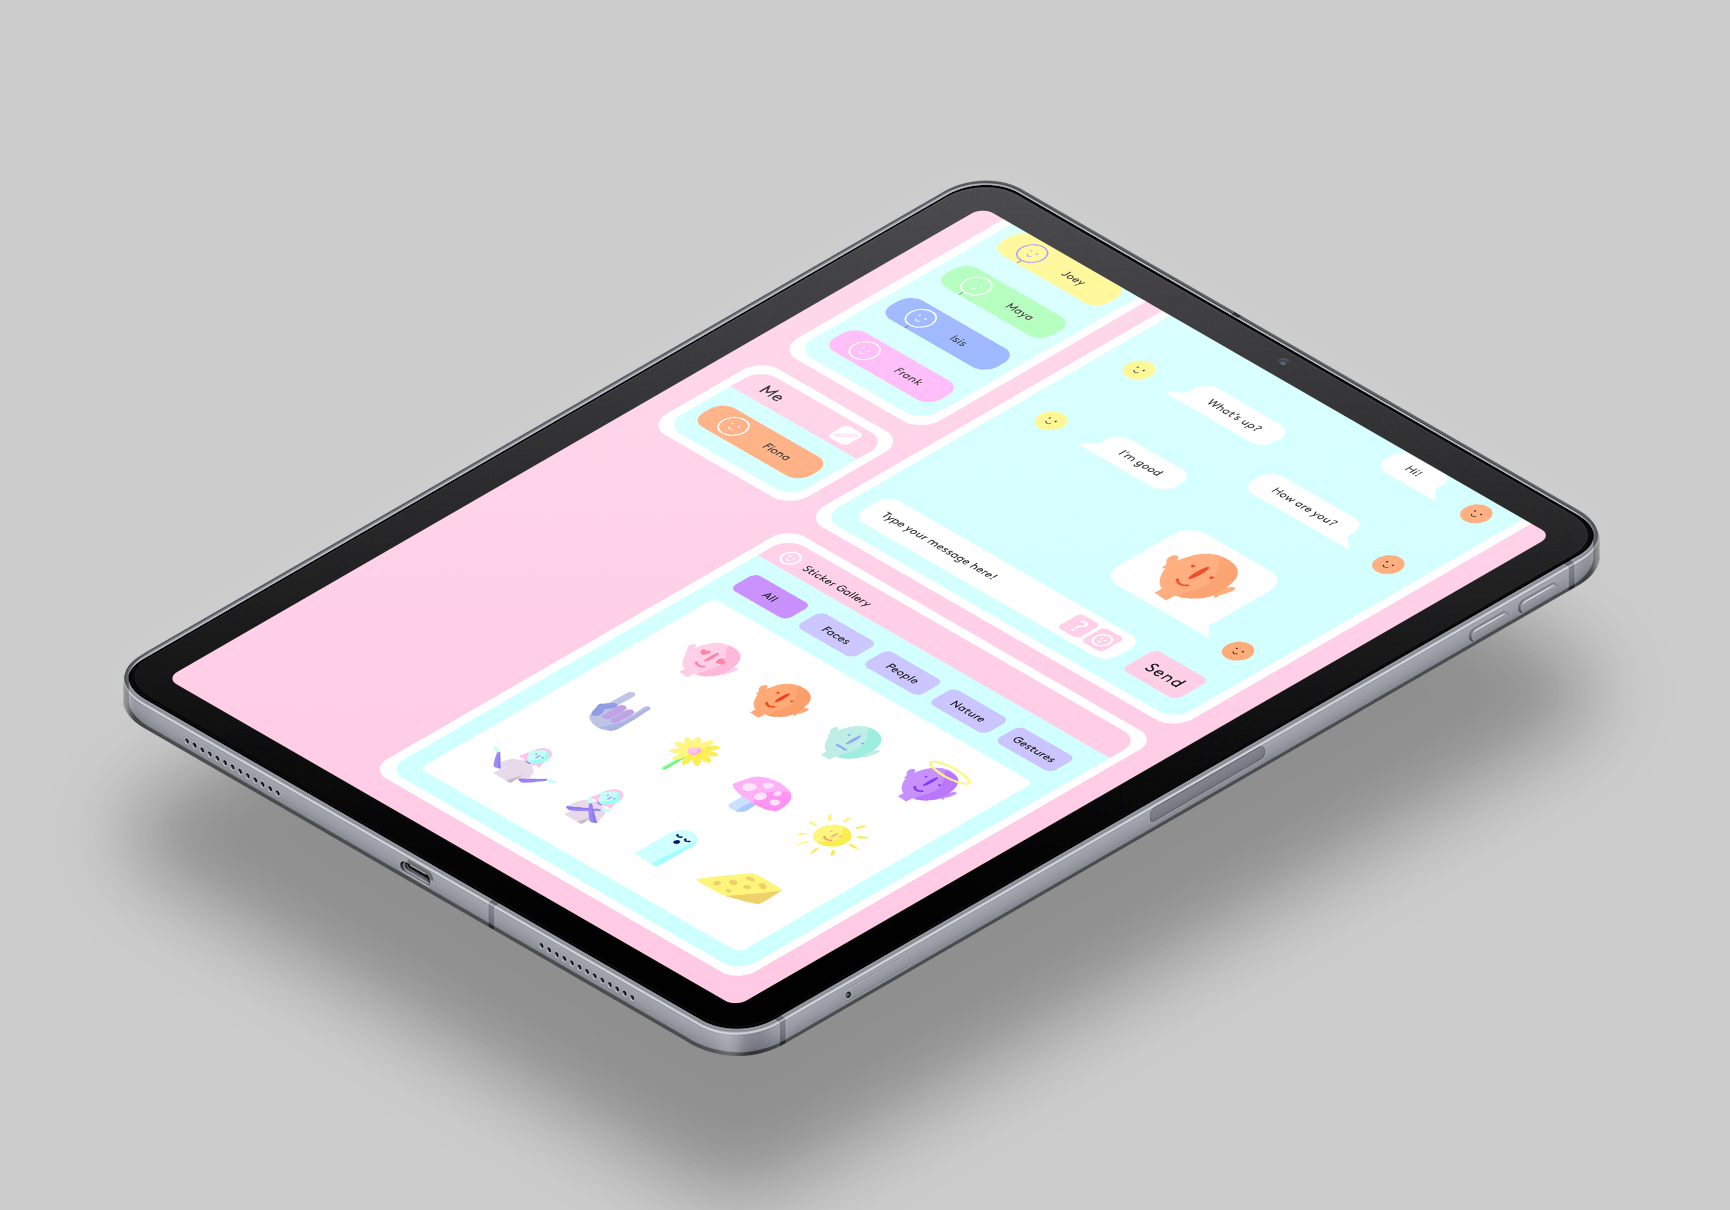 Joey
Maya
Isis
Frank
Me
Fiona
What's up?
Hi!
I'm good
How are you?
Type your message here!
?
Send
Sticker Gallery
All
Faces
People
Nature
Gestures